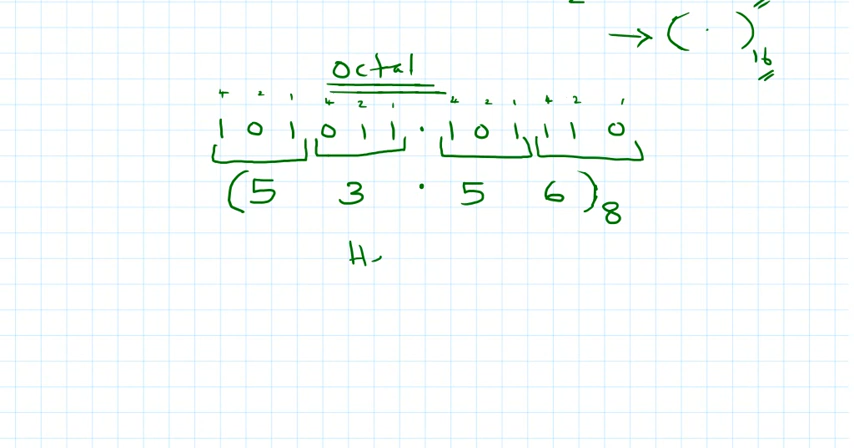 → ( · )16
Octal
4 2 1 4 2 1 4 2 1 4 2 1
1 0 1 0 1 1 . 1 0 1 1 1 0
(5 3 . 5 6)8
H